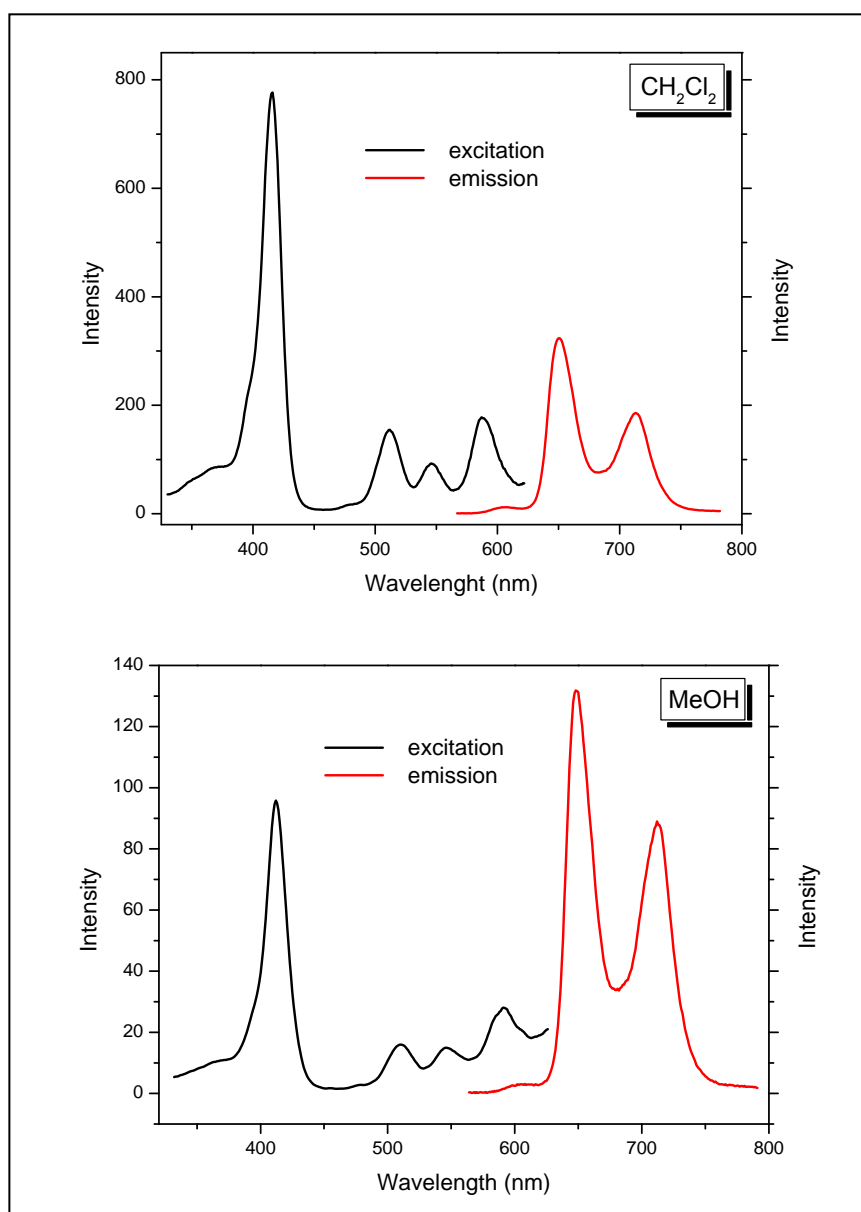 CH₂Cl₂
800
600
400
200
0
excitation
emission
Intensity
Intensity
400 500 600 700 800
Wavelenght (nm)
MeOH
140
120
100
80
60
40
20
0
excitation
emission
Intensity
Intensity
400 500 600 700 800
Wavelength (nm)